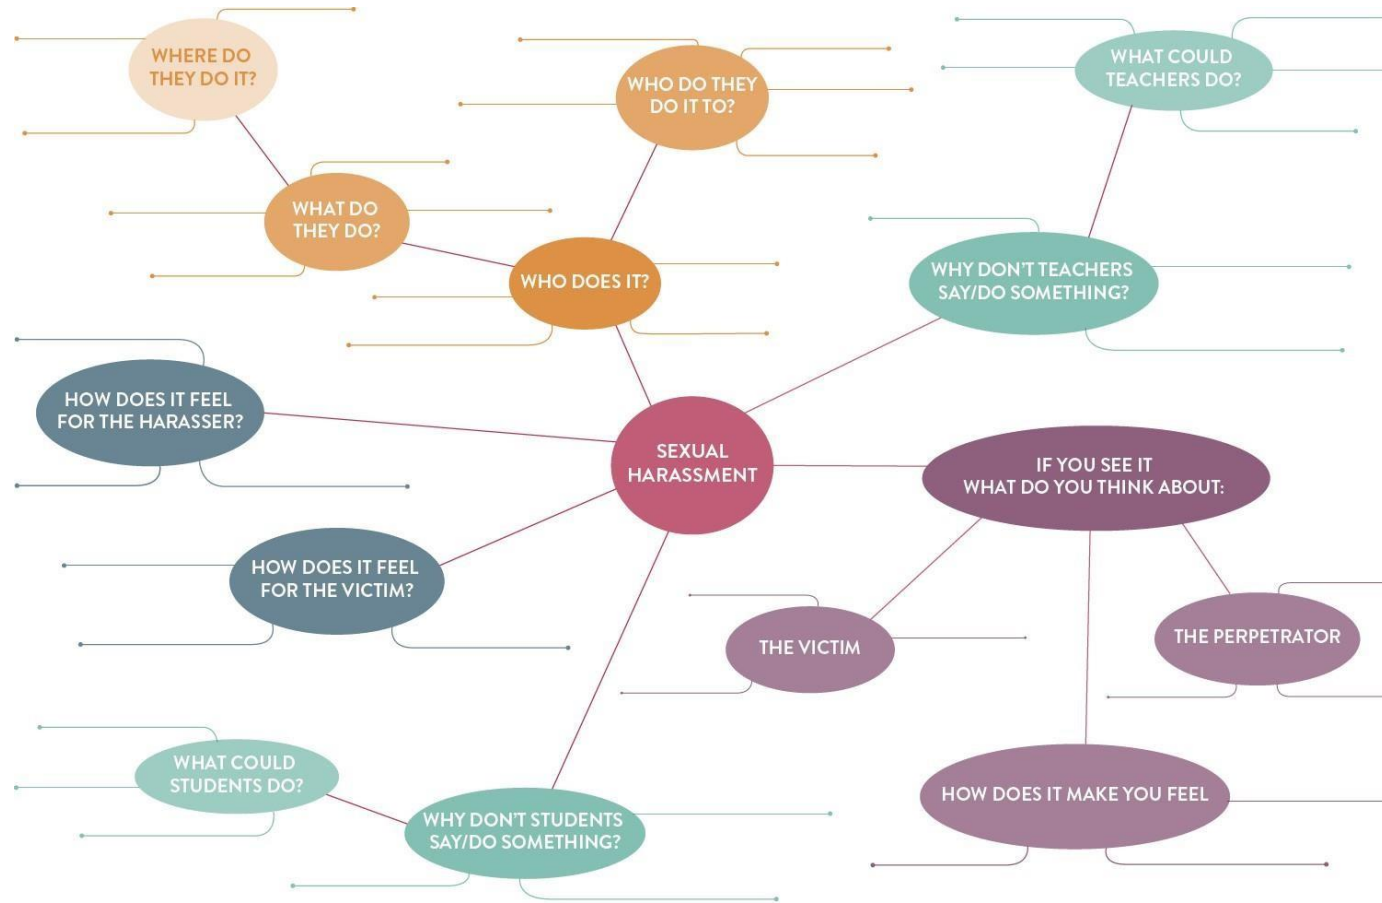 WHERE DO
THEY DO IT?
WHO DO THEY
DO IT TO?
WHAT COULD
TEACHERS DO?
WHAT DO
THEY DO?
WHO DOES IT?
WHY DON'T TEACHERS
SAY/DO SOMETHING?
HOW DOES IT FEEL
FOR THE HARASSER?
SEXUAL
HARASSMENT
IF YOU SEE IT
WHAT DO YOU THINK ABOUT:
HOW DOES IT FEEL
FOR THE VICTIM?
THE VICTIM
THE PERPETRATOR
WHAT COULD
STUDENTS DO?
WHY DON'T STUDENTS
SAY/DO SOMETHING?
HOW DOES IT MAKE YOU FEEL